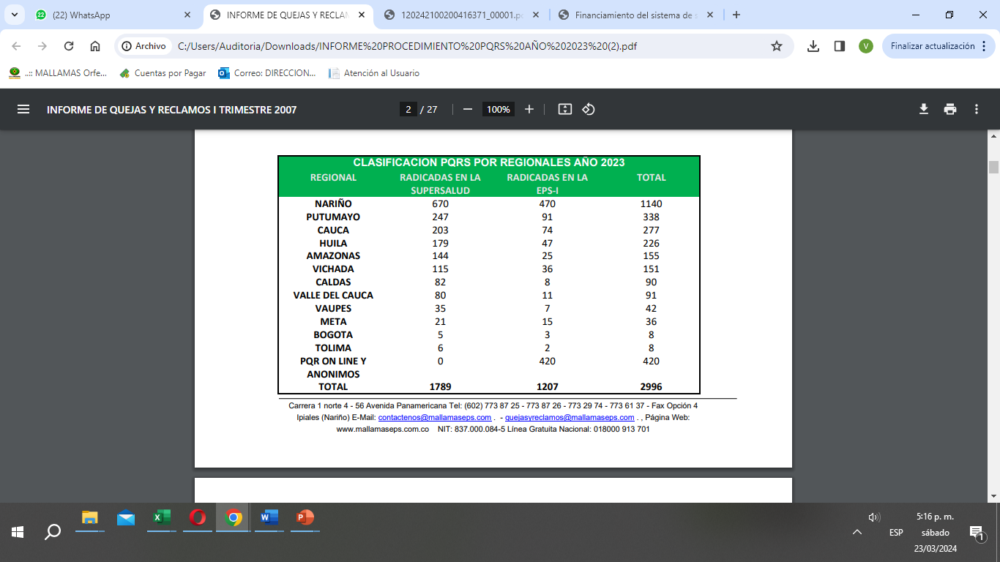 (22) WhatsApp
INFORME DE QUEJAS Y RECLAM
120242100200416371_00001.p
Financiamiento del sistema de s
Archivo
C:/Users/Auditoria/Downloads/INFORME%20PROCEDIMIENTO%20PQRS%20AÑO%202023%20(2).pdf
V
Finalizar actualización
..:: MALLAMAS Orfe...
Cuentas por Pagar
Correo: DIRECCION...
Atención al Usuario
INFORME DE QUEJAS Y RECLAMOS I TRIMESTRE 2007
2 / 27
100%
CLASIFICACION PQRS POR REGIONALES AÑO 2023
REGIONAL RADICADAS EN LA SUPERSALUD RADICADAS EN LA EPS-I TOTAL
NARIÑO 670 470 1140
PUTUMAYO 247 91 338
CAUCA 203 74 277
HUILA 179 47 226
AMAZONAS 144 25 155
VICHADA 115 36 151
CALDAS 82 8 90
VALLE DEL CAUCA 80 11 91
VAUPES 35 7 42
META 21 15 36
BOGOTA 5 3 8
TOLIMA 6 2 8
PQR ON LINE Y ANONIMOS 0 420 420
TOTAL 1789 1207 2996
Carrera 1 norte 4 - 56 Avenida Panamericana Tel: (602) 773 87 25 - 773 87 26 - 773 29 74 - 773 61 37 - Fax Opción 4
Ipiales (Nariño) E-Mail: contactenos@mallamaseps.com . - quejasyreclamos@mallamaseps.com . , Página Web:
www.mallamaseps.com.co NIT: 837.000.084-5 Línea Gratuita Nacional: 018000 913 701
ESP
5:16 p. m.
sábado
23/03/2024
1